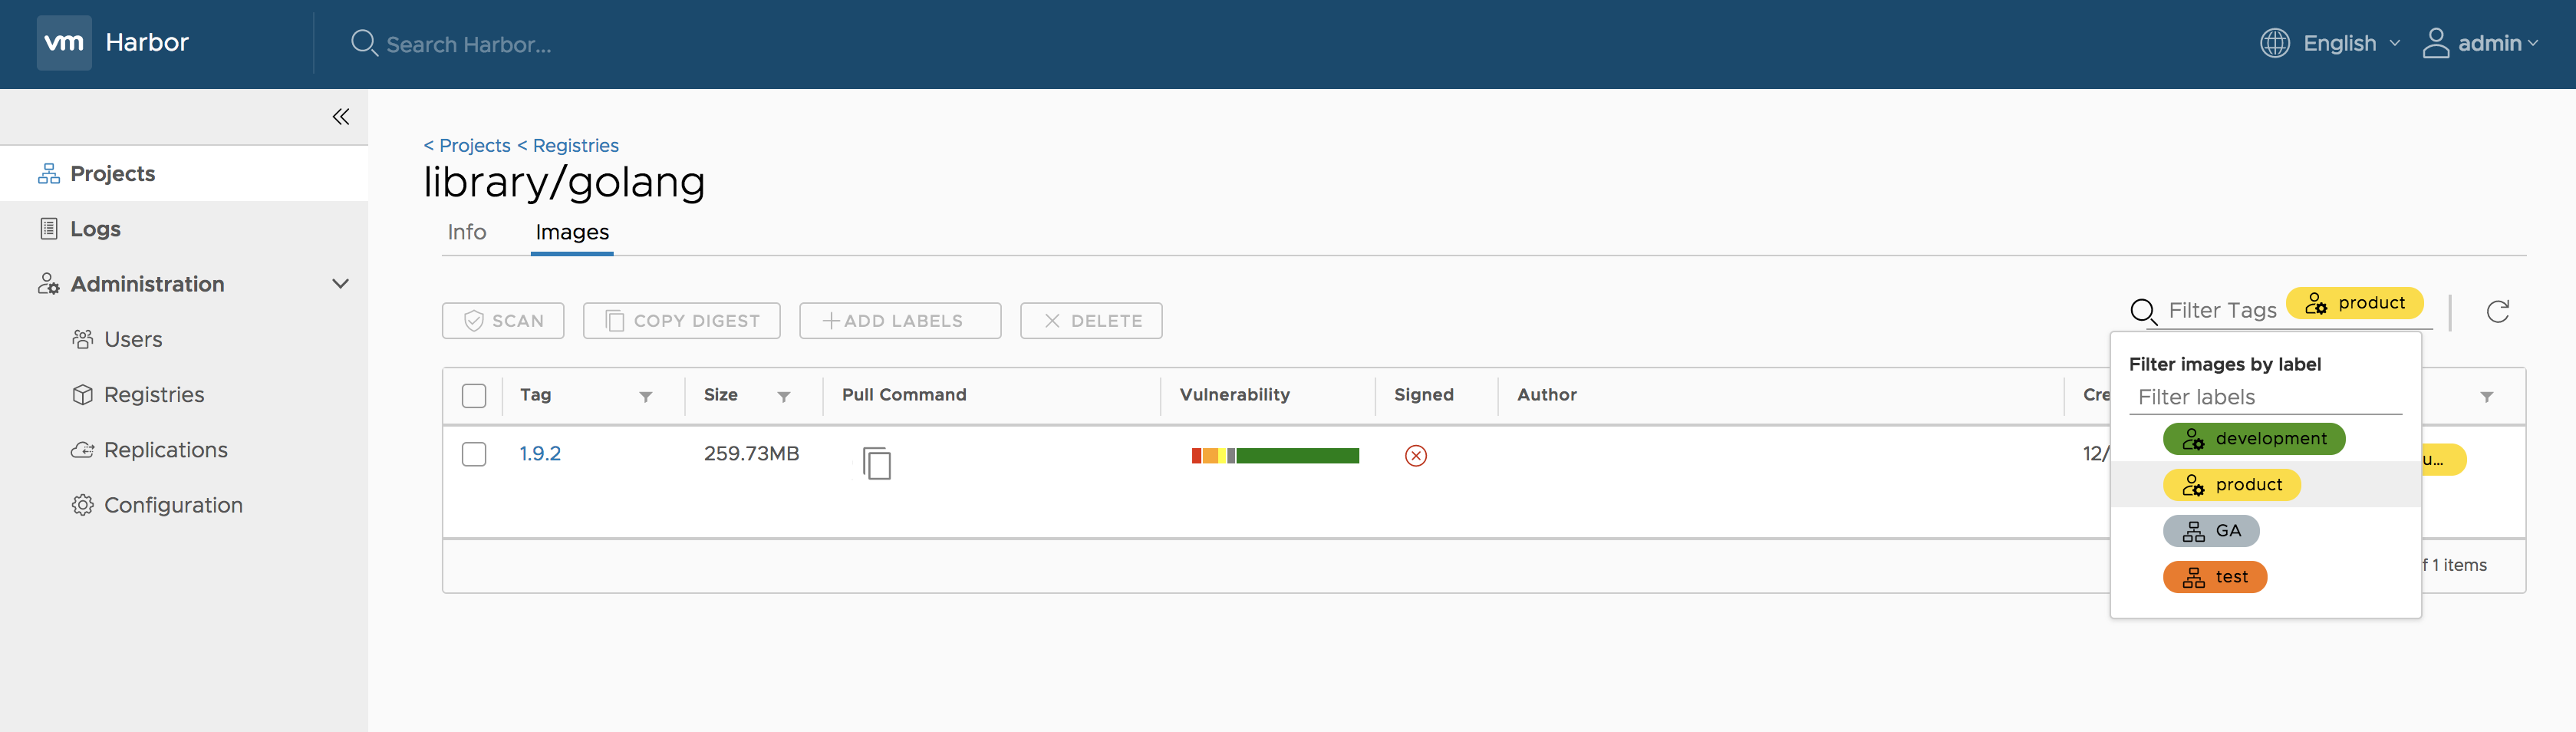 vm Harbor
Search Harbor...
English
admin
Projects
Logs
Administration
Users
Registries
Replications
Configuration
< Projects < Registries
library/golang
Info
Images
SCAN
COPY DIGEST
ADD LABELS
DELETE
Filter Tags
product
Filter images by label
Filter labels
development
product
GA
test
Tag
Size
Pull Command
Vulnerability
Signed
Author
Cre
1.9.2
259.73MB
12/
u...
f 1 items